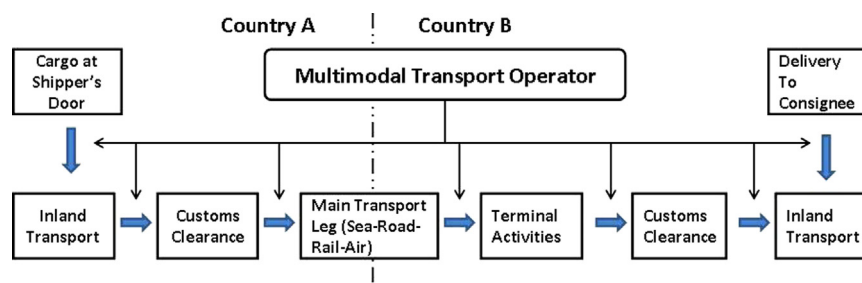 Country A
Country B
Cargo at
Shipper's
Door
Multimodal Transport Operator
Delivery
To
Consignee
Inland
Transport
Customs
Clearance
Main Transport
Leg (Sea-Road-
Rail-Air)
Terminal
Activities
Customs
Clearance
Inland
Transport